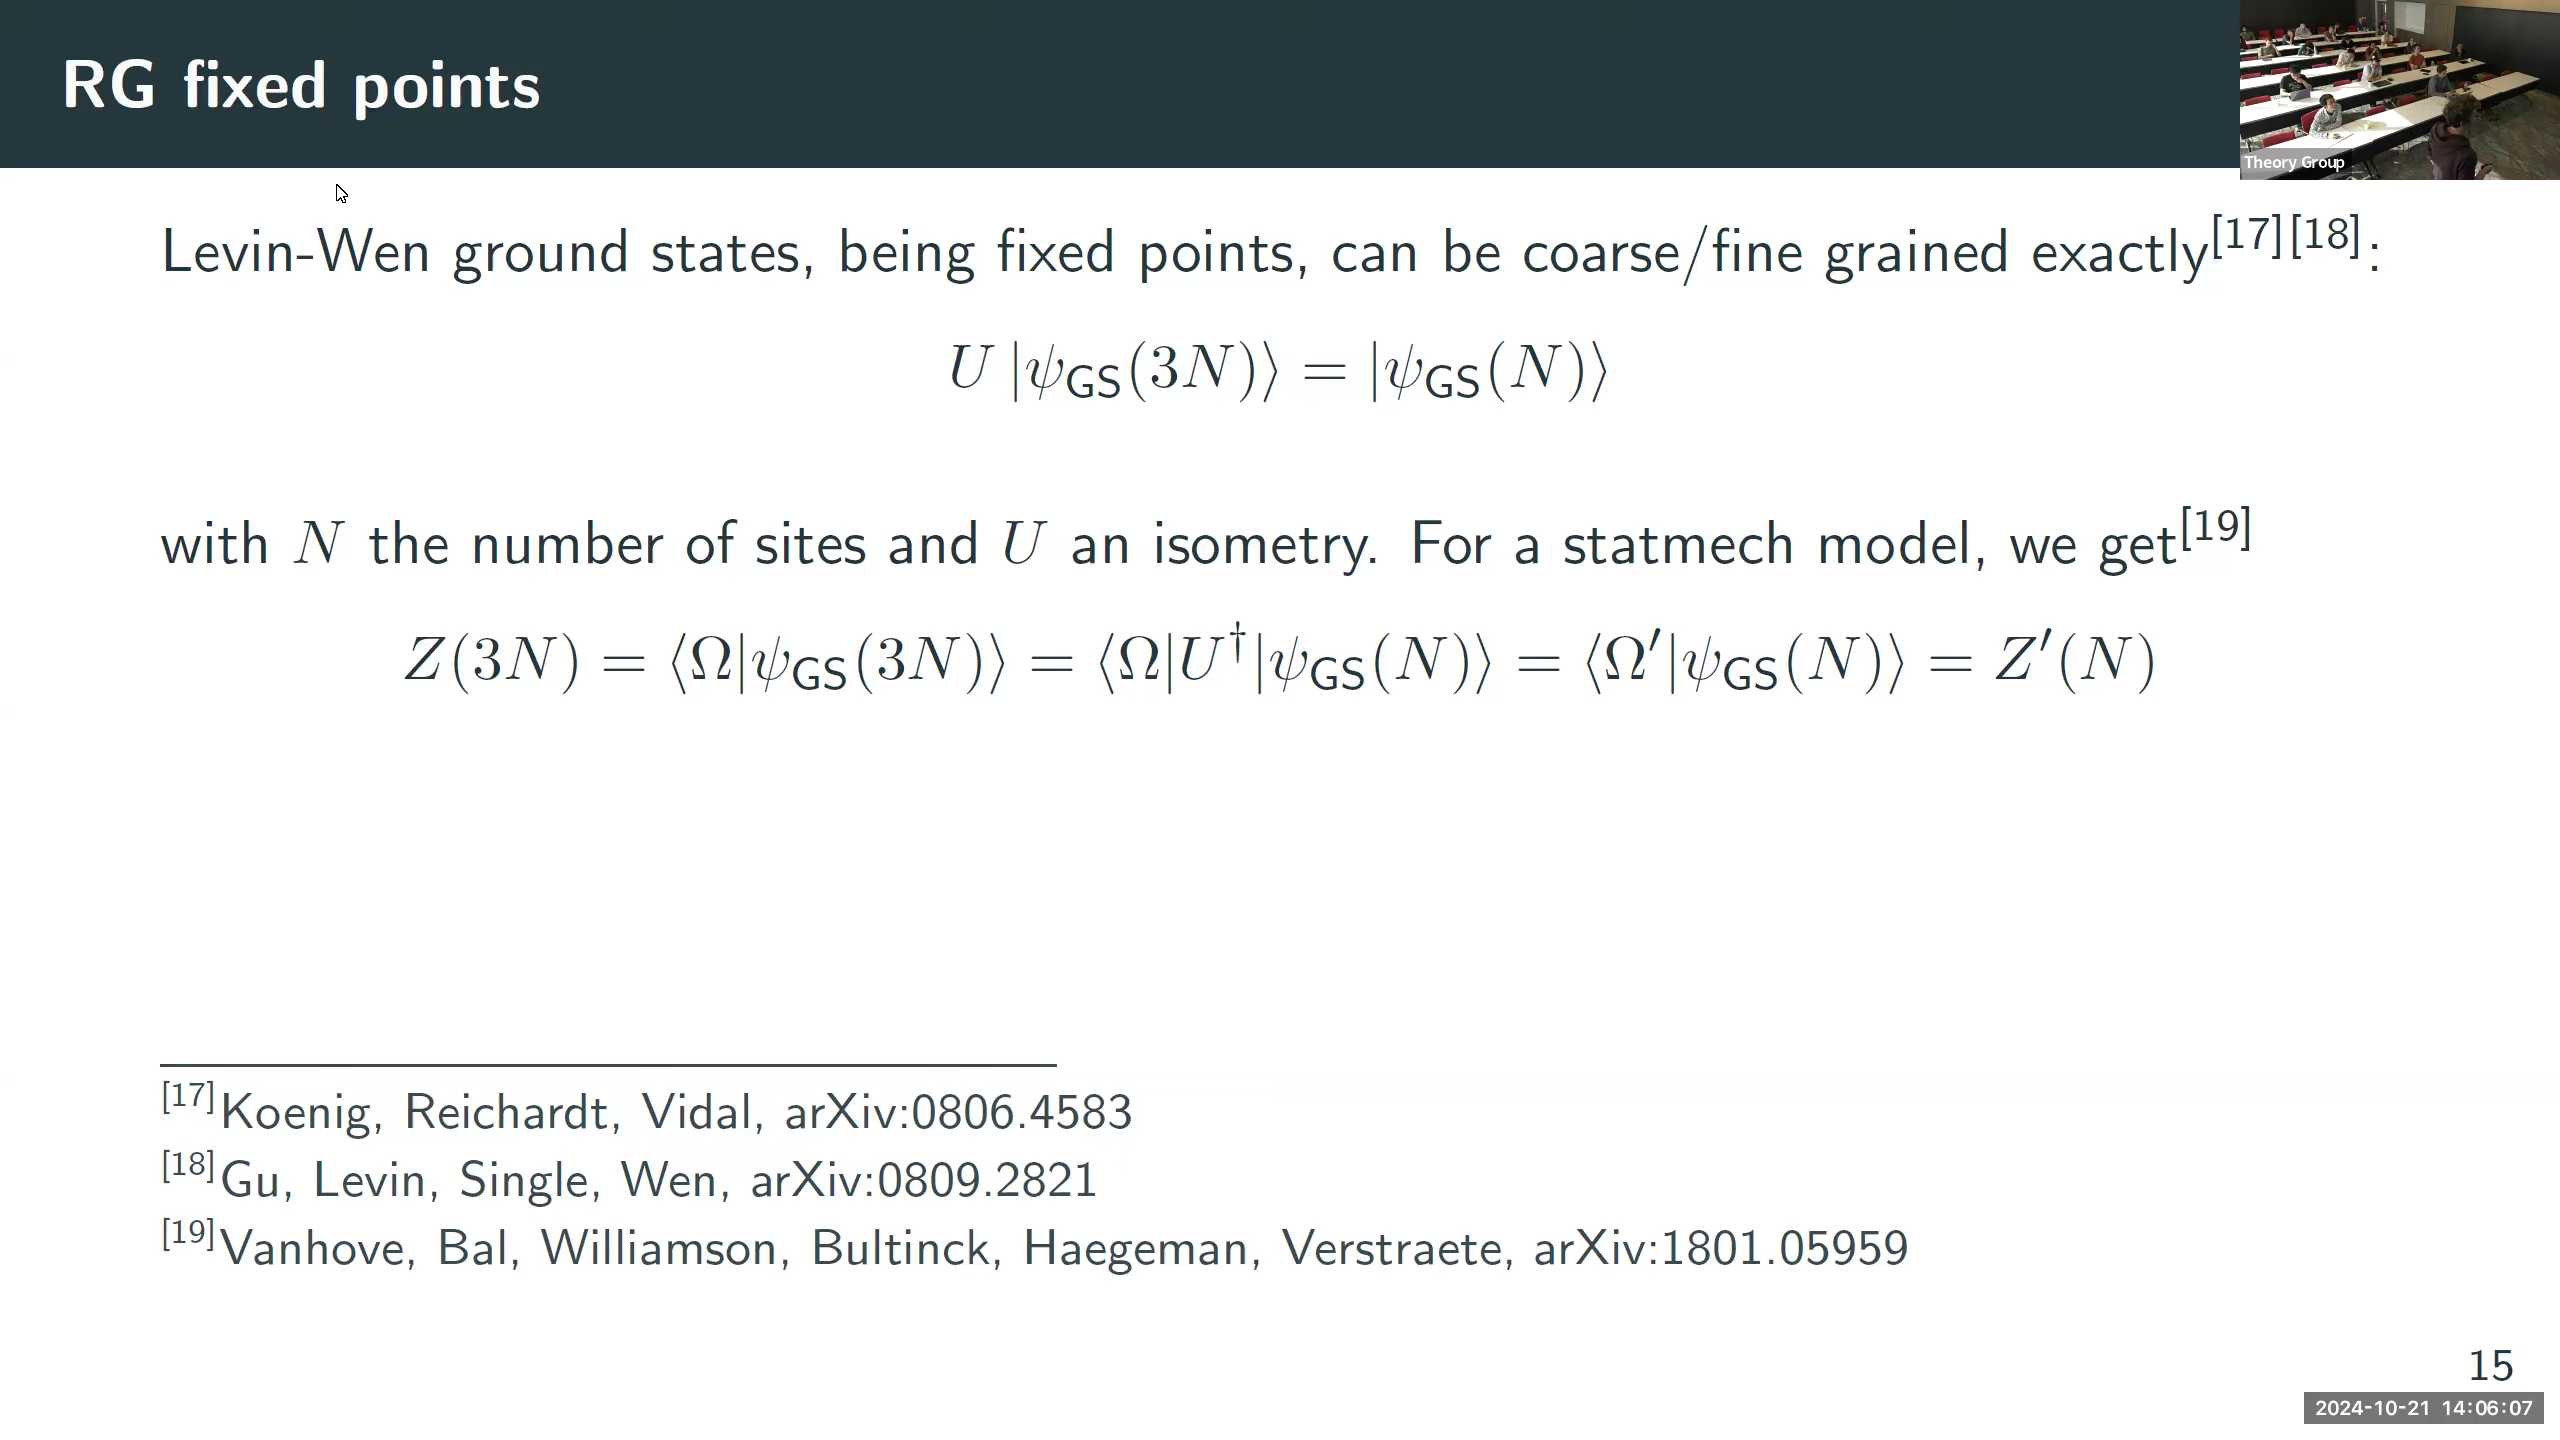 RG fixed points
Theory Group
Levin-Wen ground states, being fixed points, can be coarse/fine grained exactly[17][18]:
U |ψGS(3N)⟩ = |ψGS(N)⟩
with N the number of sites and U an isometry. For a statmech model, we get[19]
Z(3N) = ⟨Ω|ψGS(3N)⟩ = ⟨Ω|U†|ψGS(N)⟩ = ⟨Ω′|ψGS(N)⟩ = Z′(N)
[17]Koenig, Reichardt, Vidal, arXiv:0806.4583
[18]Gu, Levin, Single, Wen, arXiv:0809.2821
[19]Vanhove, Bal, Williamson, Bultinck, Haegeman, Verstraete, arXiv:1801.05959
15
2024-10-21 14:06:07